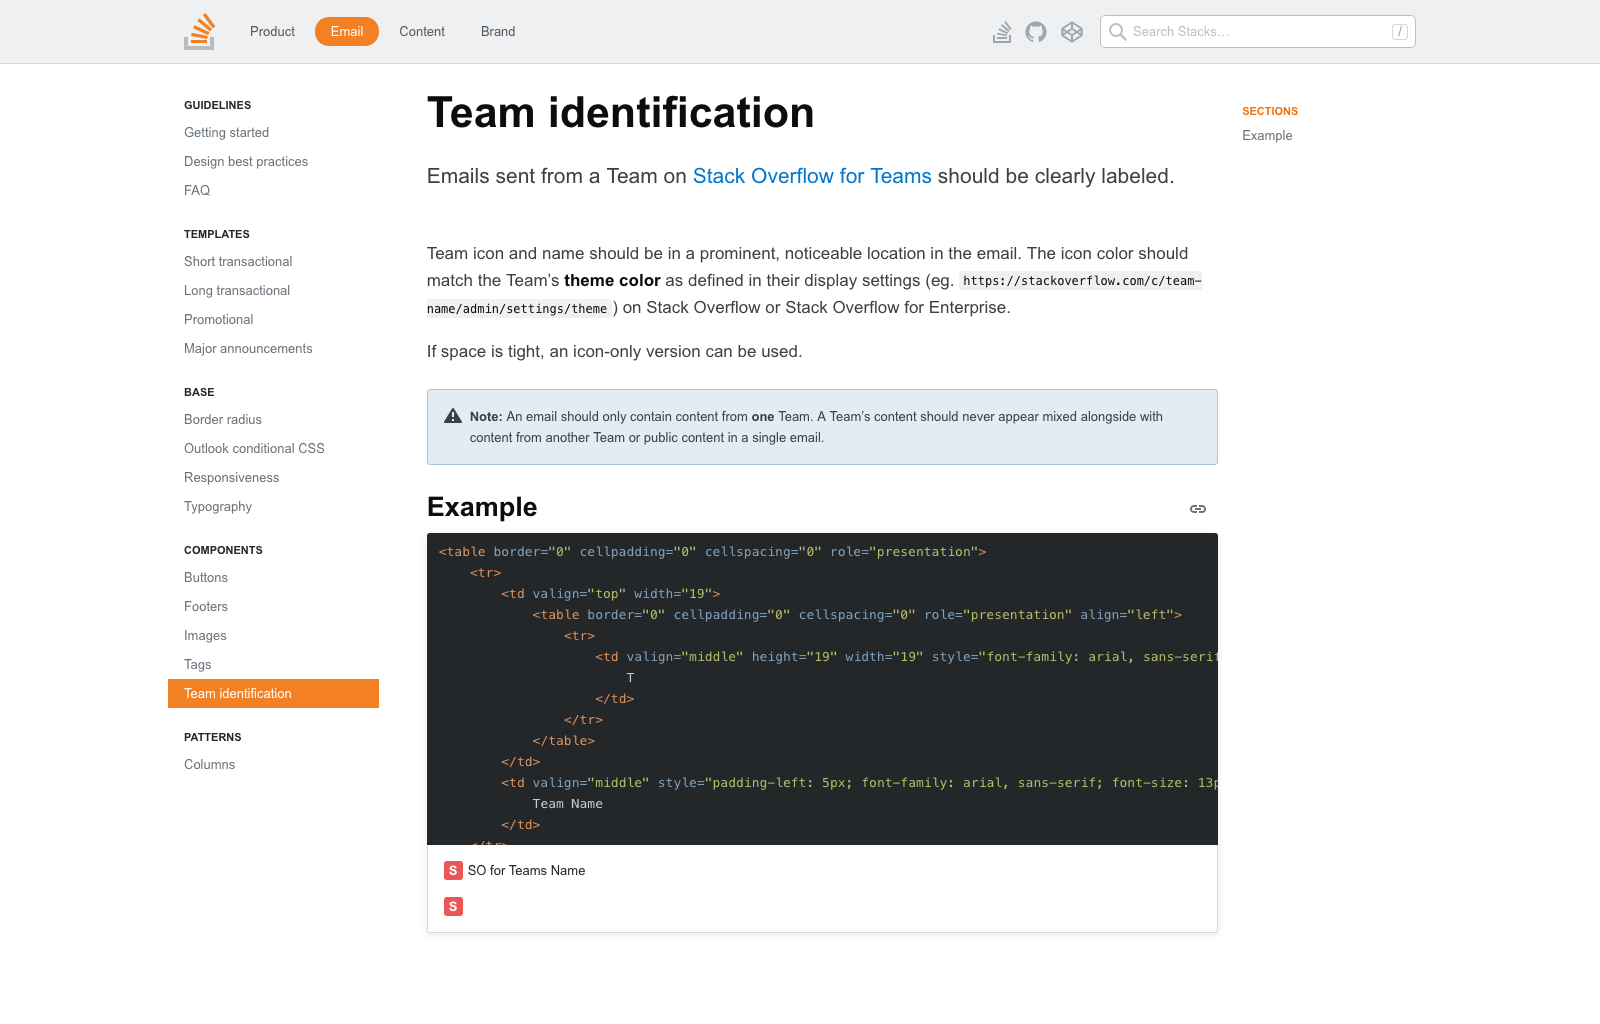 Product Email Content Brand Search Stacks… /
GUIDELINES
Getting started
Design best practices
FAQ
TEMPLATES
Short transactional
Long transactional
Promotional
Major announcements
BASE
Border radius
Outlook conditional CSS
Responsiveness
Typography
COMPONENTS
Buttons
Footers
Images
Tags
Team identification
PATTERNS
Columns
Team identification
Emails sent from a Team on Stack Overflow for Teams should be clearly labeled.
Team icon and name should be in a prominent, noticeable location in the email. The icon color should
match the Team’s theme color as defined in their display settings (eg. https://stackoverflow.com/c/team-
name/admin/settings/theme ) on Stack Overflow or Stack Overflow for Enterprise.
If space is tight, an icon-only version can be used.
Note: An email should only contain content from one Team. A Team’s content should never appear mixed alongside with
content from another Team or public content in a single email.
Example
<table border="0" cellpadding="0" cellspacing="0" role="presentation">
<tr>
<td valign="top" width="19">
<table border="0" cellpadding="0" cellspacing="0" role="presentation" align="left">
<tr>
<td valign="middle" height="19" width="19" style="font-family: arial, sans-serif
T
</td>
</tr>
</table>
</td>
<td valign="middle" style="padding-left: 5px; font-family: arial, sans-serif; font-size: 13p
Team Name
</td>
</tr>
S SO for Teams Name
S
SECTIONS
Example